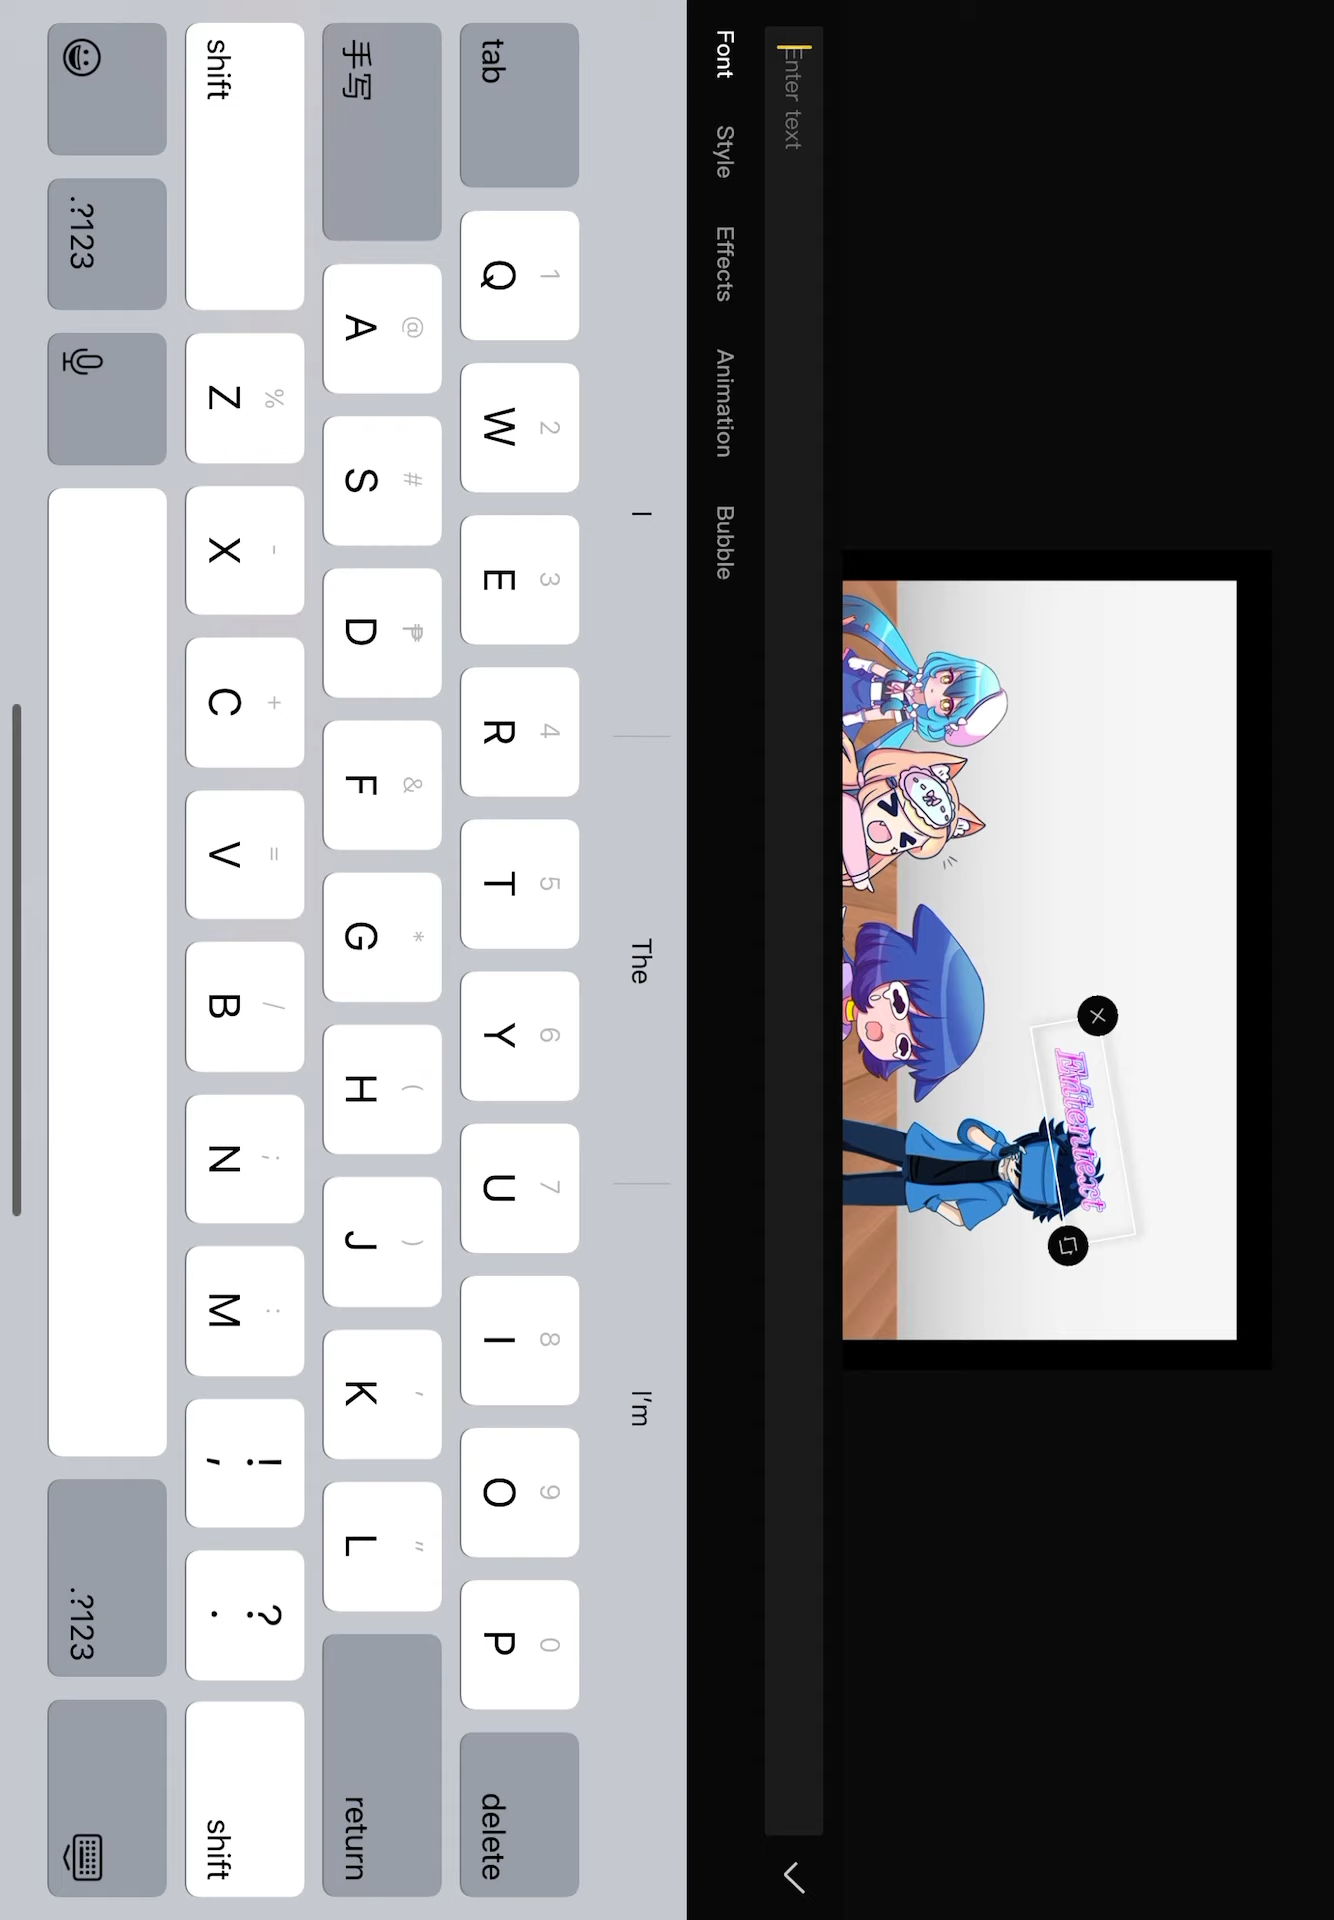 Enter text
Enter text
Font Style Effects Animation Bubble
I The I'm
tab 1 Q 2 W 3 E 4 R 5 T 6 Y 7 U 8 I 9 O 0 P delete
手写 @ A # S ₱ D & F * G ( H ) J ' K " L return
shift % Z - X + C = V / B ; N : M ! , ? . shift
.?123 .?123